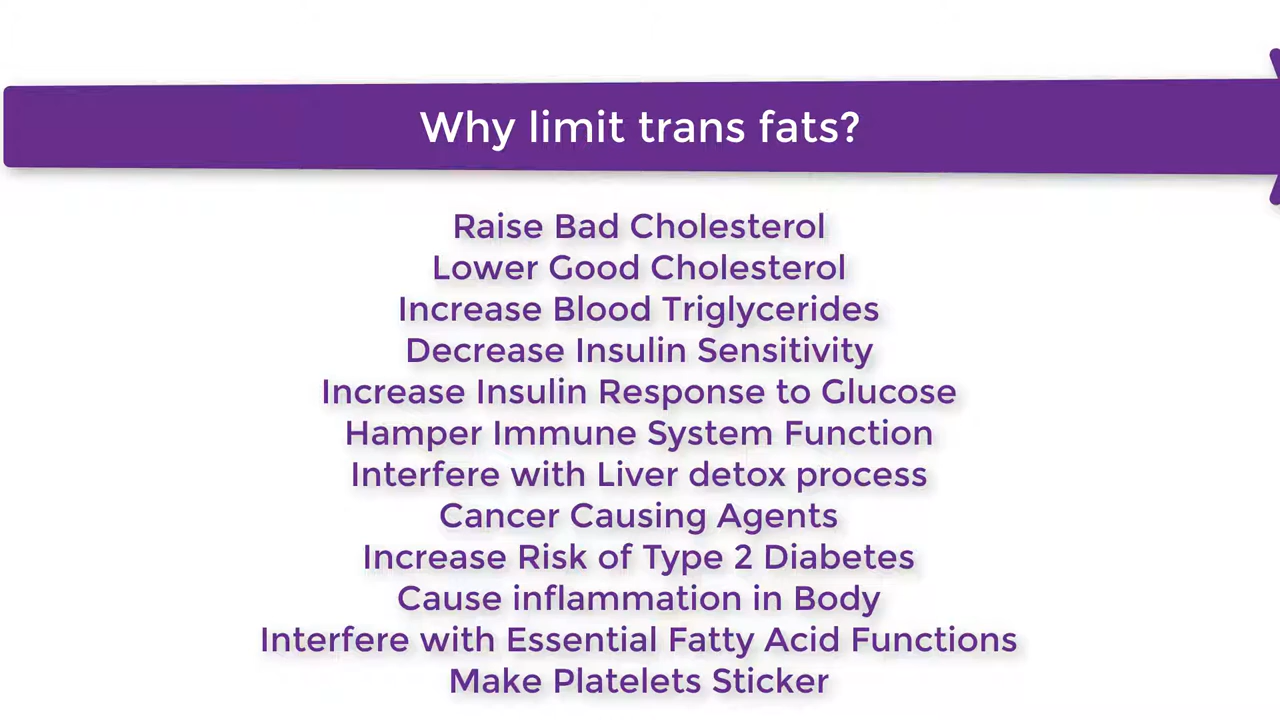 Why limit trans fats?
Raise Bad Cholesterol
Lower Good Cholesterol
Increase Blood Triglycerides
Decrease Insulin Sensitivity
Increase Insulin Response to Glucose
Hamper Immune System Function
Interfere with Liver detox process
Cancer Causing Agents
Increase Risk of Type 2 Diabetes
Cause inflammation in Body
Interfere with Essential Fatty Acid Functions
Make Platelets Sticker